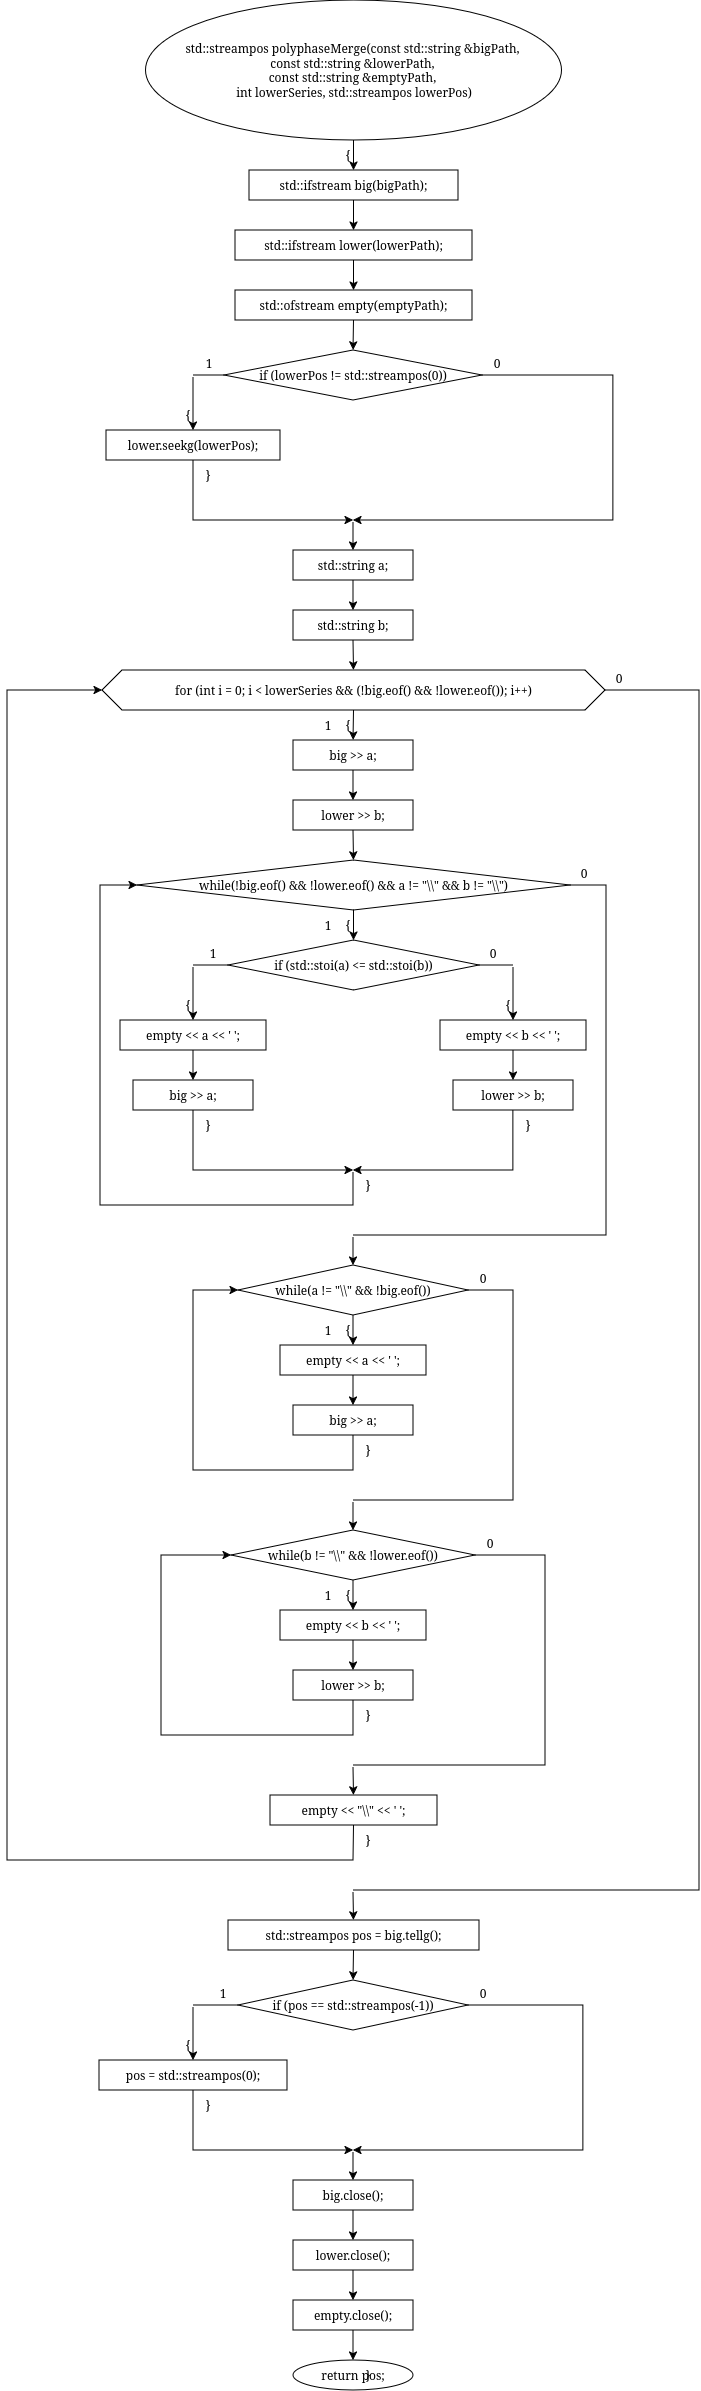 std::streampos polyphaseMerge(const std::string &bigPath,
const std::string &lowerPath,
const std::string &emptyPath,
int lowerSeries, std::streampos lowerPos)
{
std::ifstream big(bigPath);
std::ifstream lower(lowerPath);
std::ofstream empty(emptyPath);
1
if (lowerPos != std::streampos(0))
0
{
lower.seekg(lowerPos);
}
std::string a;
std::string b;
for (int i = 0; i < lowerSeries && (!big.eof() && !lower.eof()); i++)
0
1 {
big >> a;
lower >> b;
while(!big.eof() && !lower.eof() && a != "\\" && b != "\\")
0
1 {
1
if (std::stoi(a) <= std::stoi(b))
0
{
{
empty << a << ' ';
empty << b << ' ';
big >> a;
lower >> b;
}
}
}
while(a != "\\" && !big.eof())
0
1 {
empty << a << ' ';
big >> a;
}
while(b != "\\" && !lower.eof())
0
1 {
empty << b << ' ';
lower >> b;
}
empty << "\\" << ' ';
}
std::streampos pos = big.tellg();
1
if (pos == std::streampos(-1))
0
{
pos = std::streampos(0);
}
big.close();
lower.close();
empty.close();
return pos;
}